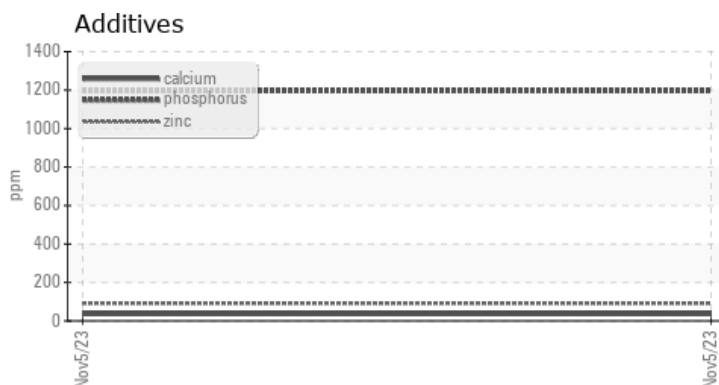 Additives
1400
1200
1000
800
600
400
200
0
ppm
calcium
phosphorus
zinc
Nov5/23
Nov5/23